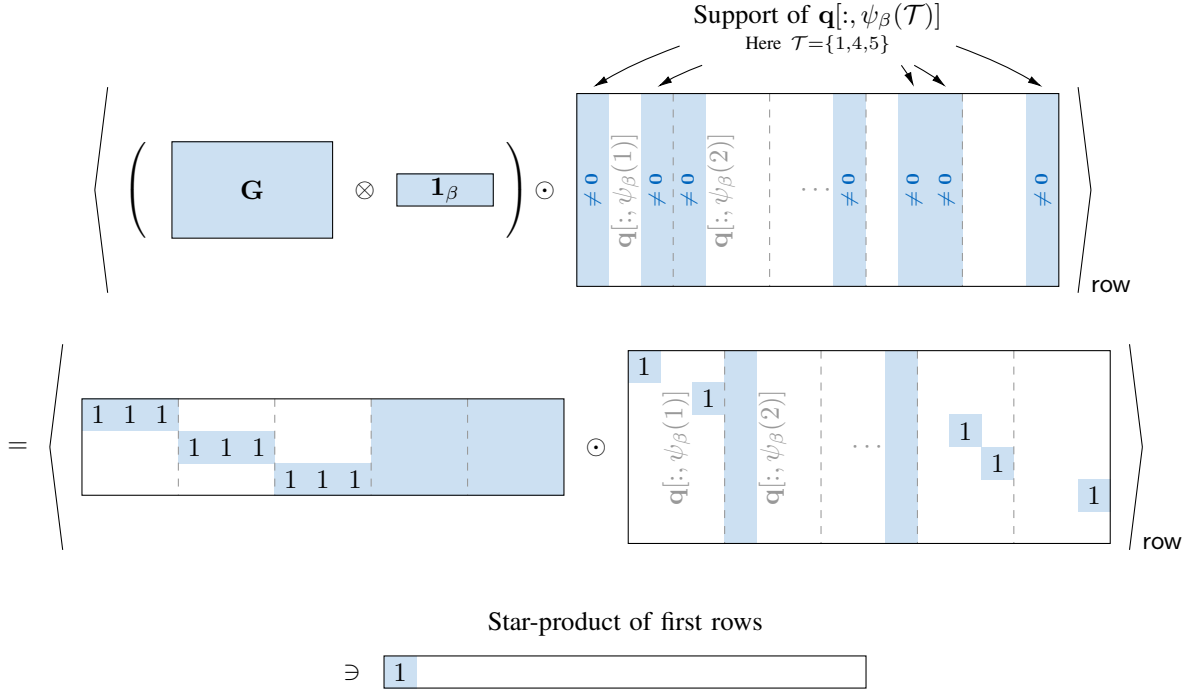 Support of q[:, ψ_β(𝒯)]
Here 𝒯={1,4,5}
( G ⊗ 1_β ) ⊙
≠ 0 q[:, ψ_β(1)] ≠ 0 ≠ 0 q[:, ψ_β(2)] ... ≠ 0 ≠ 0 ≠ 0 ≠ 0
row
= ⊙
1 1 1
1 1 1
1 1 1
1
1
q[:, ψ_β(1)] q[:, ψ_β(2)] ...
1
1
1
row
Star-product of first rows
∋ 1